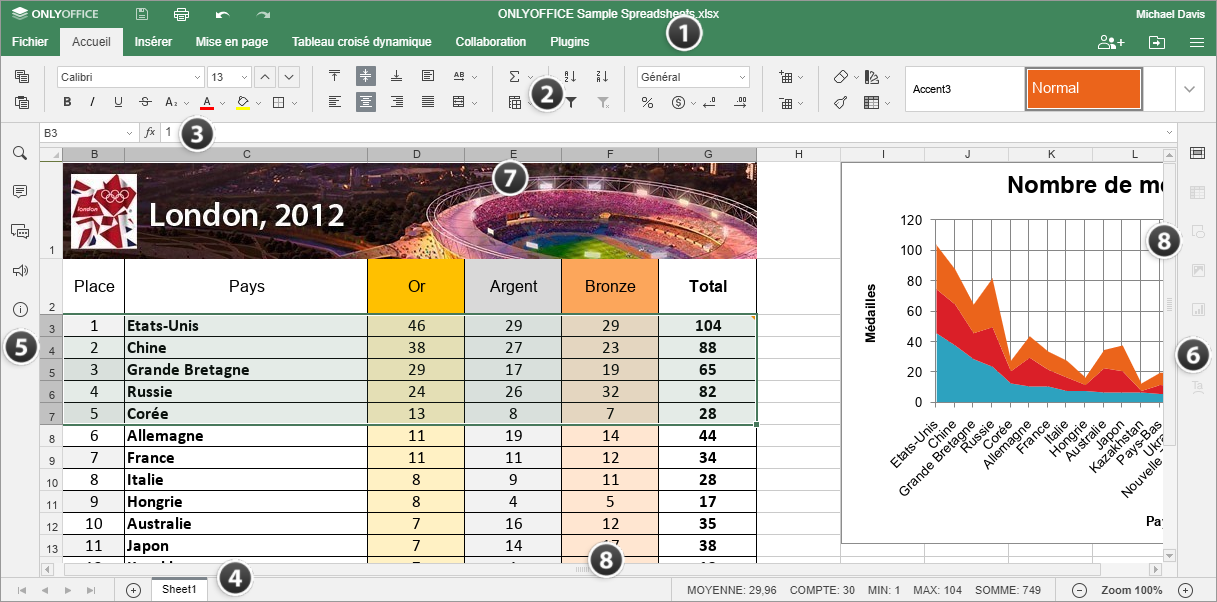 ONLYOFFICE
ONLYOFFICE Sample Spreadsheets.xlsx
Michael Davis
Fichier Accueil Insérer Mise en page Tableau croisé dynamique Collaboration Plugins
1
Calibri 13 Général
Accent3 Normal
2
B3 fx 1
3
B C D E F G H I J K L
7
London, 2012
london
1
Place Pays Or Argent Bronze Total
2
3 1 Etats-Unis 46 29 29 104
4 2 Chine 38 27 23 88
5 3 Grande Bretagne 29 17 19 65
6 4 Russie 24 26 32 82
7 5 Corée 13 8 7 28
8 6 Allemagne 11 19 14 44
9 7 France 11 11 12 34
10 8 Italie 8 9 11 28
11 9 Hongrie 8 4 5 17
12 10 Australie 7 16 12 35
13 11 Japon 7 14 17 38
Nombre de mé
Médailles
120
100
80
60
40
20
0
Etats-Unis
Chine
Grande Bretagne
Russie
Corée
Allemagne
France
Italie
Hongrie
Australie
Japon
Kazakhstan
Pays-Bas
Ukra
Nouvelle
Pay
8
6
5
8
4
Sheet1
MOYENNE: 29,96 COMPTE: 30 MIN: 1 MAX: 104 SOMME: 749
Zoom 100%